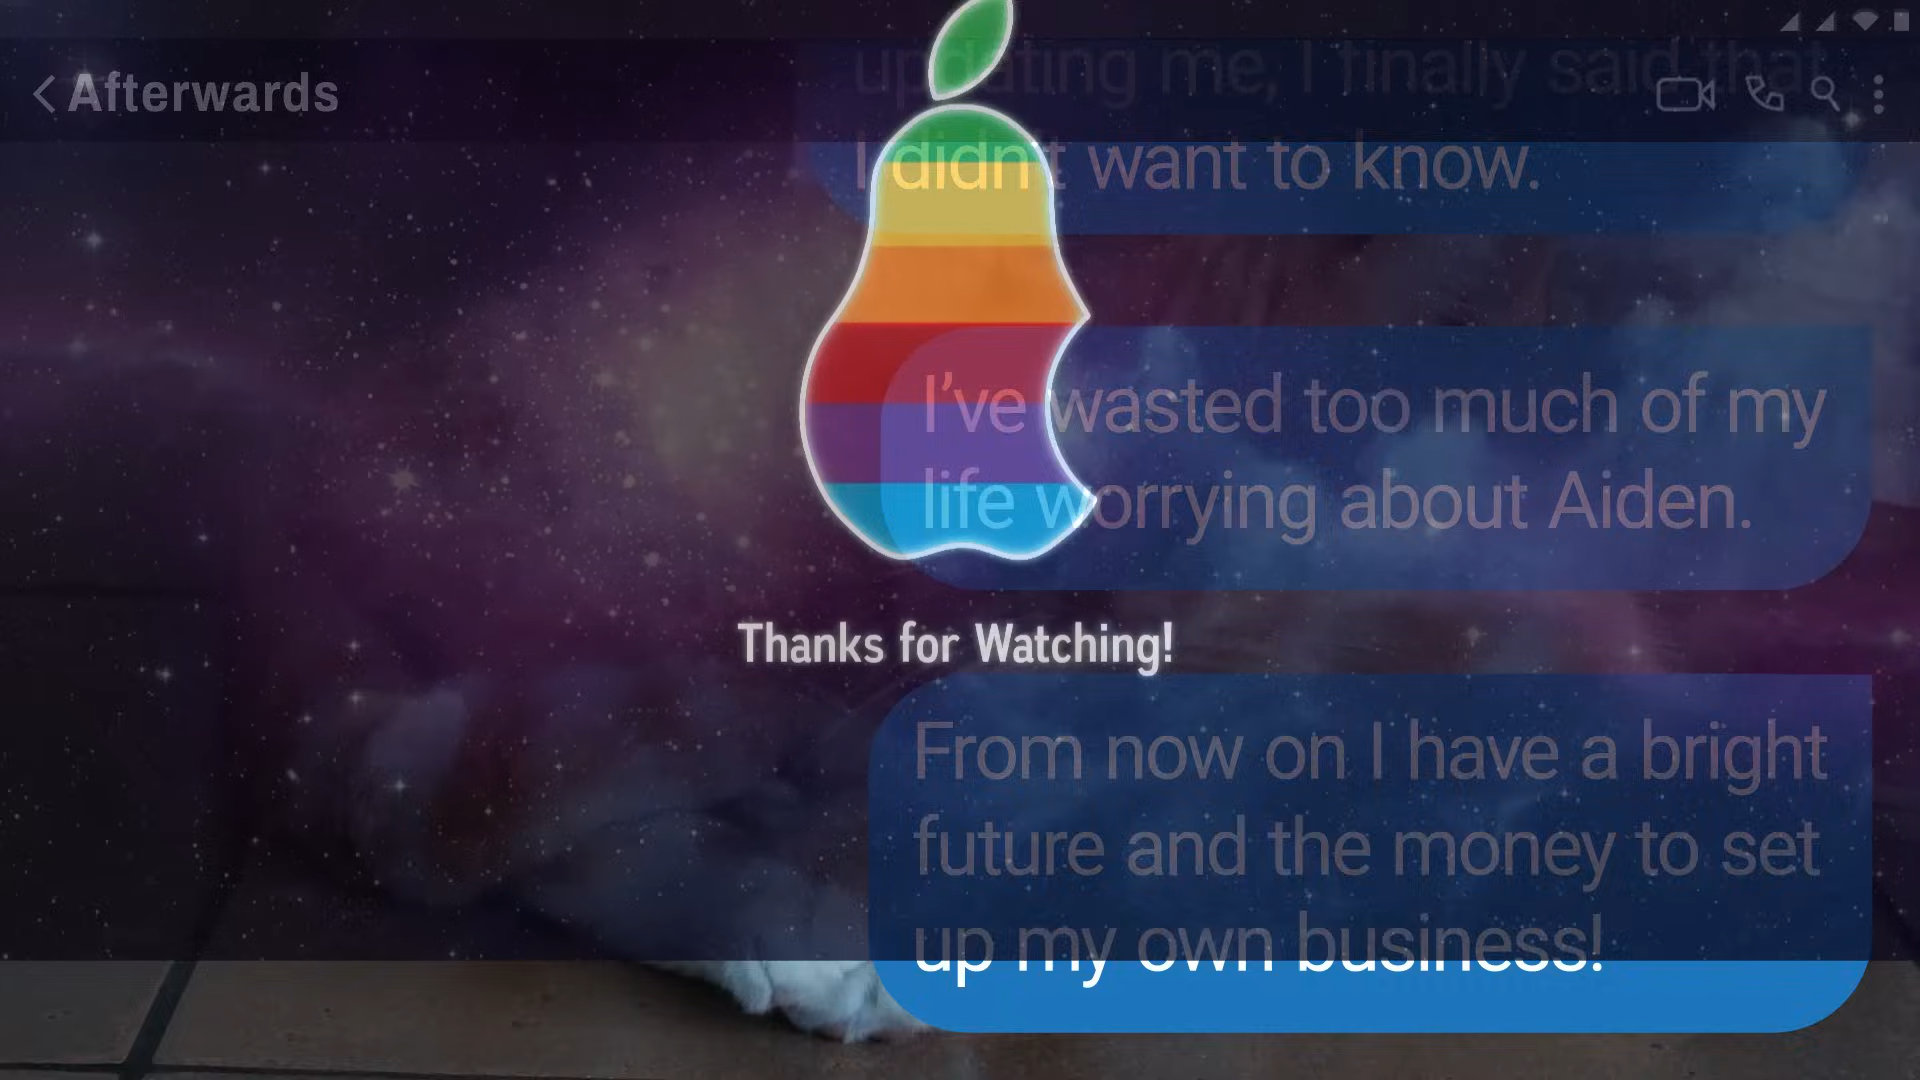 Afterwards
updating me, I finally said that
I didn't want to know.
I've wasted too much of my
life worrying about Aiden.
Thanks for Watching!
From now on I have a bright
future and the money to set
up my own business!